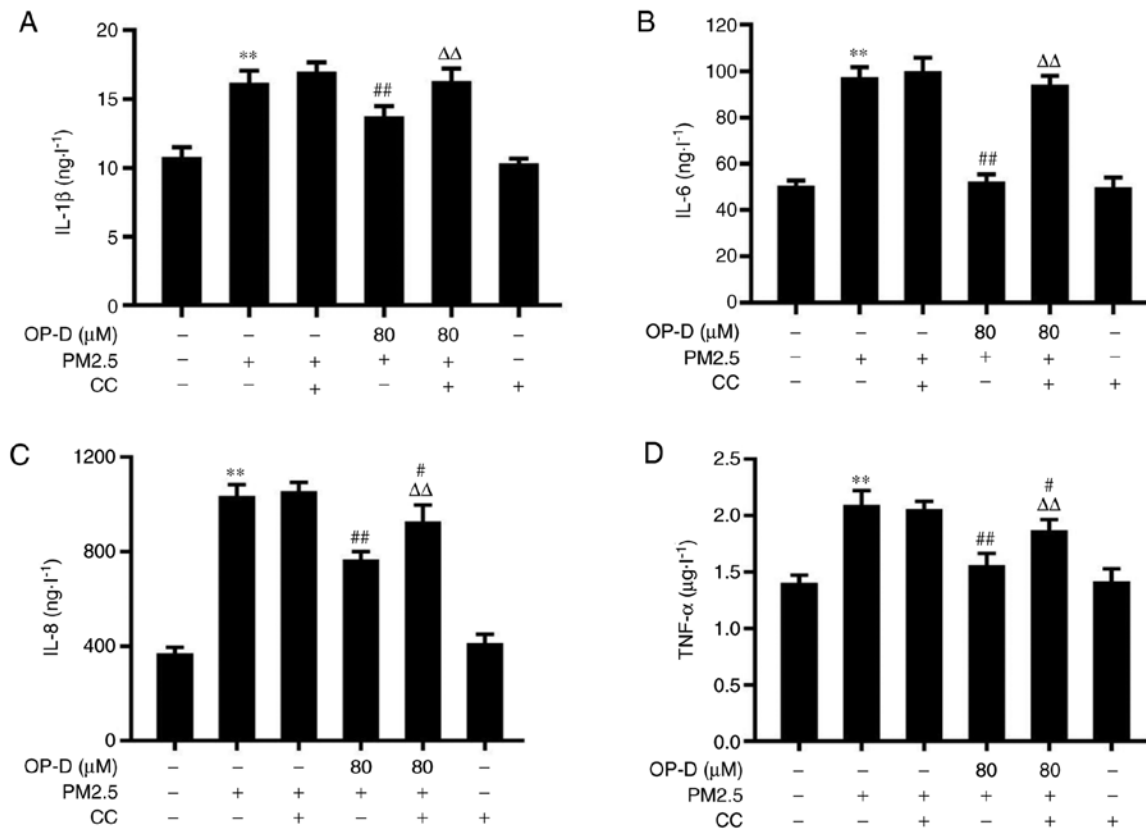 A
IL-1β (ng·l⁻¹)
20
15
10
5
0
**
##
ΔΔ
OP-D (μM) – – – 80 80 –
PM2.5 – + + + + –
CC – – + – + +
B
IL-6 (ng·l⁻¹)
120
100
80
60
40
20
0
**
##
ΔΔ
OP-D (μM) – – – 80 80 –
PM2.5 – + + + + –
CC – – + – + +
C
IL-8 (ng·l⁻¹)
1200
800
400
0
**
##
#
ΔΔ
OP-D (μM) – – – 80 80 –
PM2.5 – + + + + –
CC – – + – + +
D
TNF-α (μg·l⁻¹)
2.5
2.0
1.5
1.0
0.5
0.0
**
##
#
ΔΔ
OP-D (μM) – – – 80 80 –
PM2.5 – + + + + –
CC – – + – + +